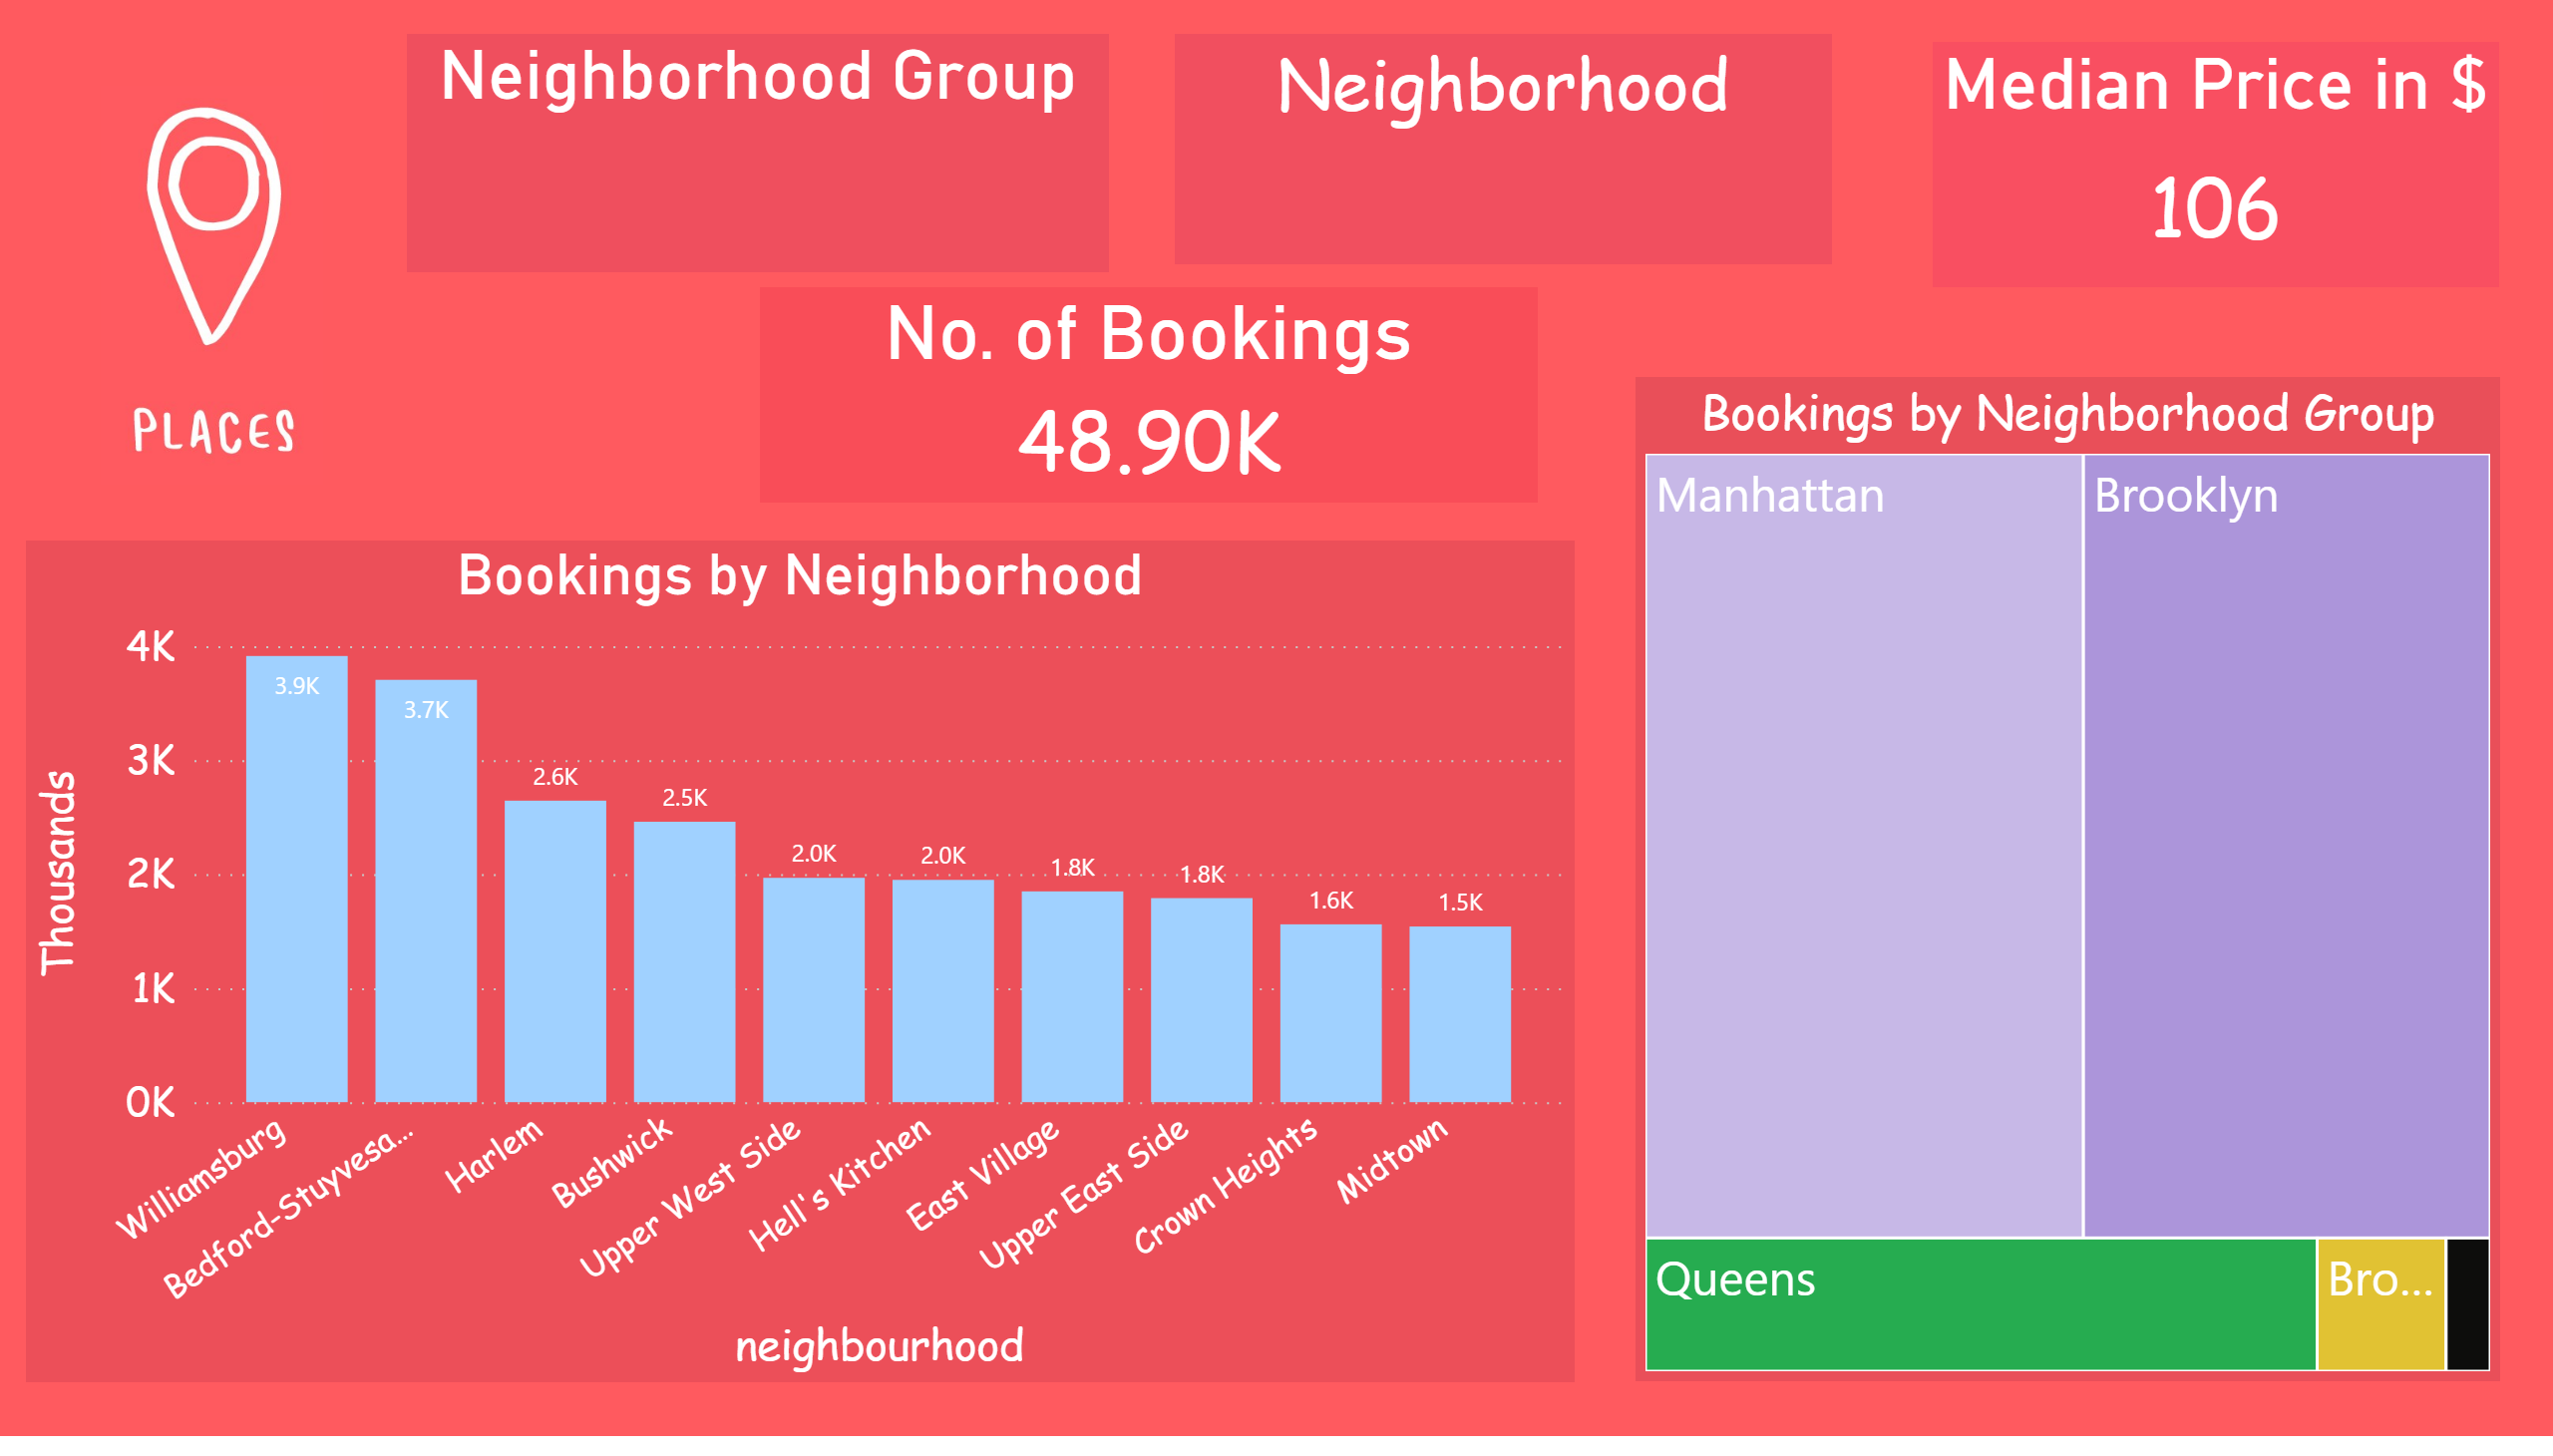 Neighborhood Group
Neighborhood
Median Price in $
106
PLACES
No. of Bookings
48.90K
Bookings by Neighborhood
Thousands
4K
3K
2K
1K
0K
3.9K
3.7K
2.6K
2.5K
2.0K
2.0K
1.8K
1.8K
1.6K
1.5K
Williamsburg
Bedford-Stuyvesa...
Harlem
Bushwick
Upper West Side
Hell's Kitchen
East Village
Upper East Side
Crown Heights
Midtown
neighbourhood
Bookings by Neighborhood Group
Manhattan
Brooklyn
Queens
Bro...